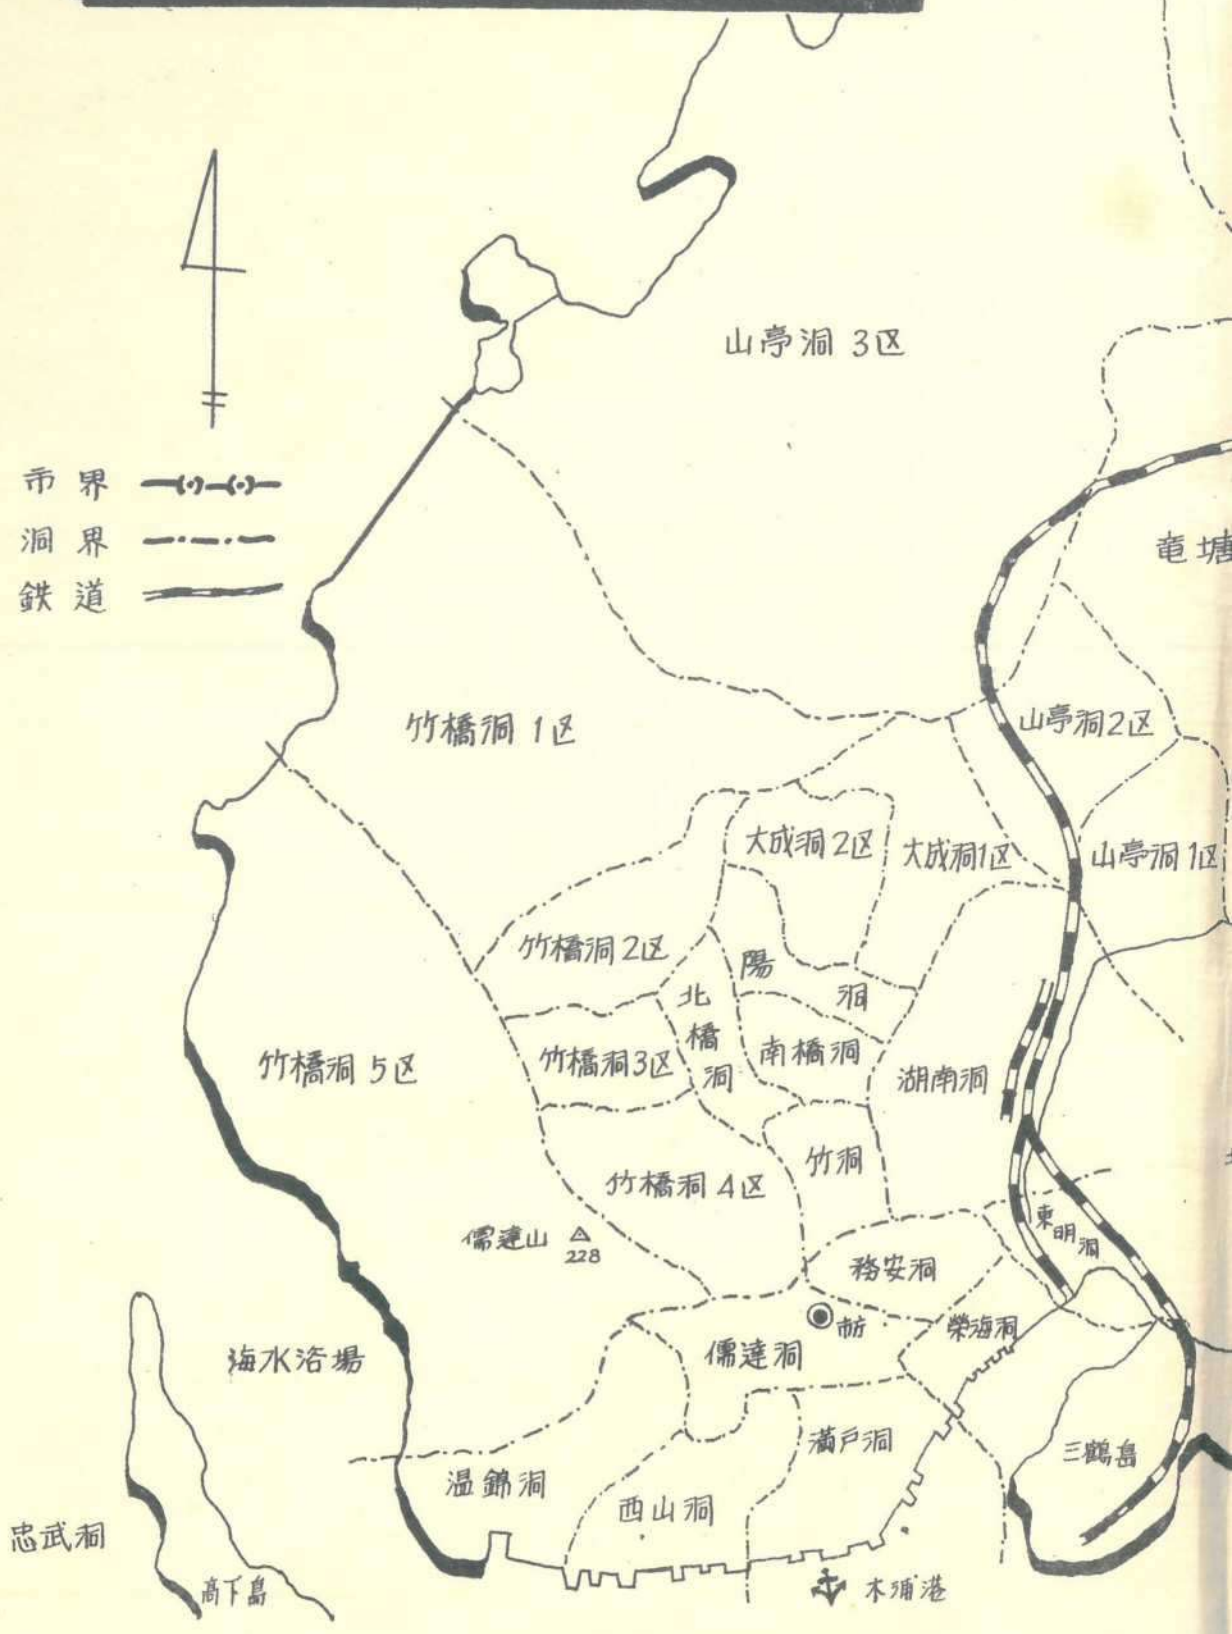 山亭洞 3区
市界
洞界
鉄道
竜塘
山亭洞2区
竹橋洞 1区
大成洞2区
大成洞1区
山亭洞1区
竹橋洞2区
陽洞
北橋洞
竹橋洞3区
南橋洞
竹橋洞 5区
湖南洞
竹洞
竹橋洞 4区
東明洞
儒達山
228
務安洞
栄海洞
市庁
儒達洞
海水浴場
満戸洞
三鶴島
温錦洞
西山洞
忠武洞
高下島
木浦港